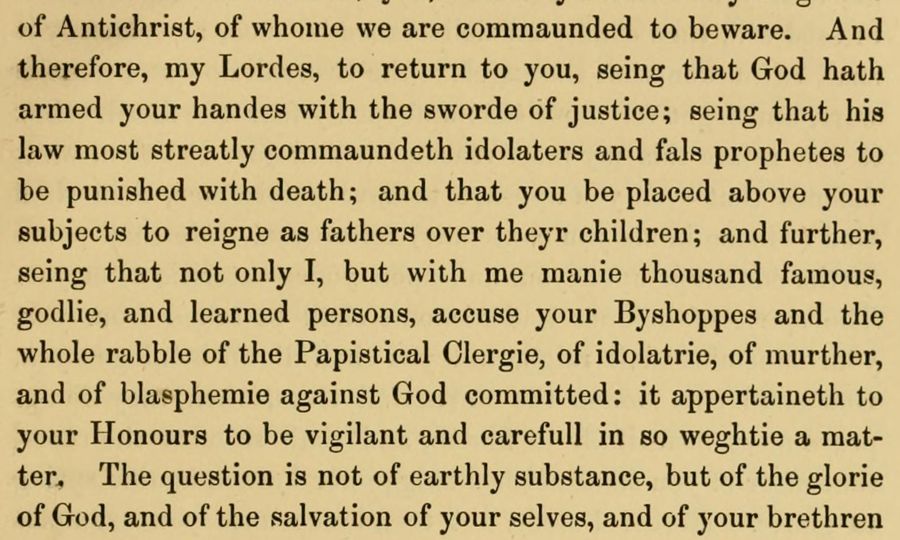 of Antichrist, of whome we are commaunded to beware. And
therefore, my Lordes, to return to you, seing that God hath
armed your handes with the sworde of justice; seing that his
law most streatly commaundeth idolaters and fals prophetes to
be punished with death; and that you be placed above your
subjects to reigne as fathers over theyr children; and further,
seing that not only I, but with me manie thousand famous,
godlie, and learned persons, accuse your Byshoppes and the
whole rabble of the Papistical Clergie, of idolatrie, of murther,
and of blasphemie against God committed: it appertaineth to
your Honours to be vigilant and carefull in so weghtie a mat-
ter. The question is not of earthly substance, but of the glorie
of God, and of the salvation of your selves, and of your brethren